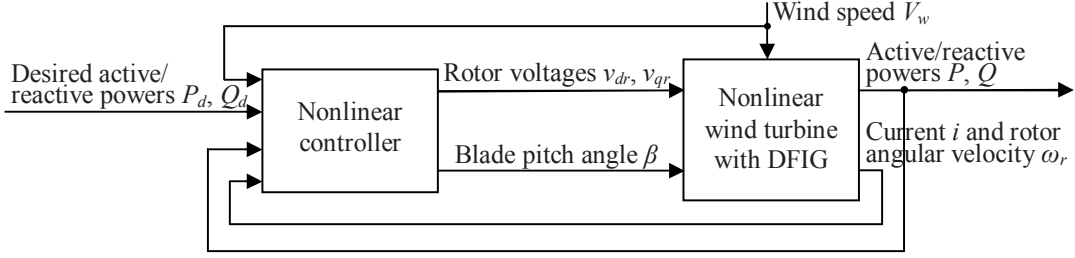 Wind speed V_w
Desired active/
reactive powers P_d, Q_d
Nonlinear
controller
Rotor voltages v_dr, v_qr
Blade pitch angle β
Nonlinear
wind turbine
with DFIG
Active/reactive
powers P, Q
Current i and rotor
angular velocity ω_r